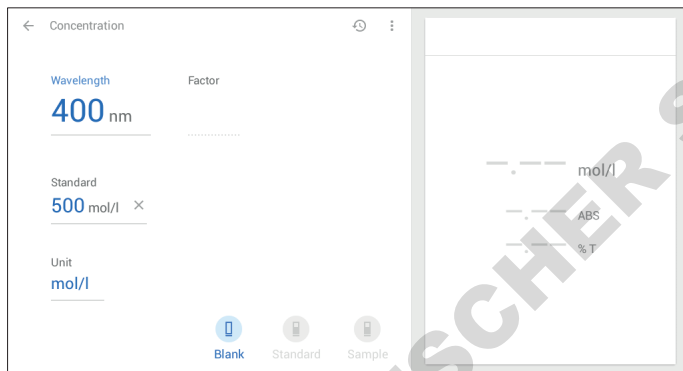 Concentration
Wavelength
400 nm
Factor
Standard
500 mol/l ×
Unit
mol/l
Blank Standard Sample
-.-- mol/l
-.-- ABS
-.-- % T
SCHER S